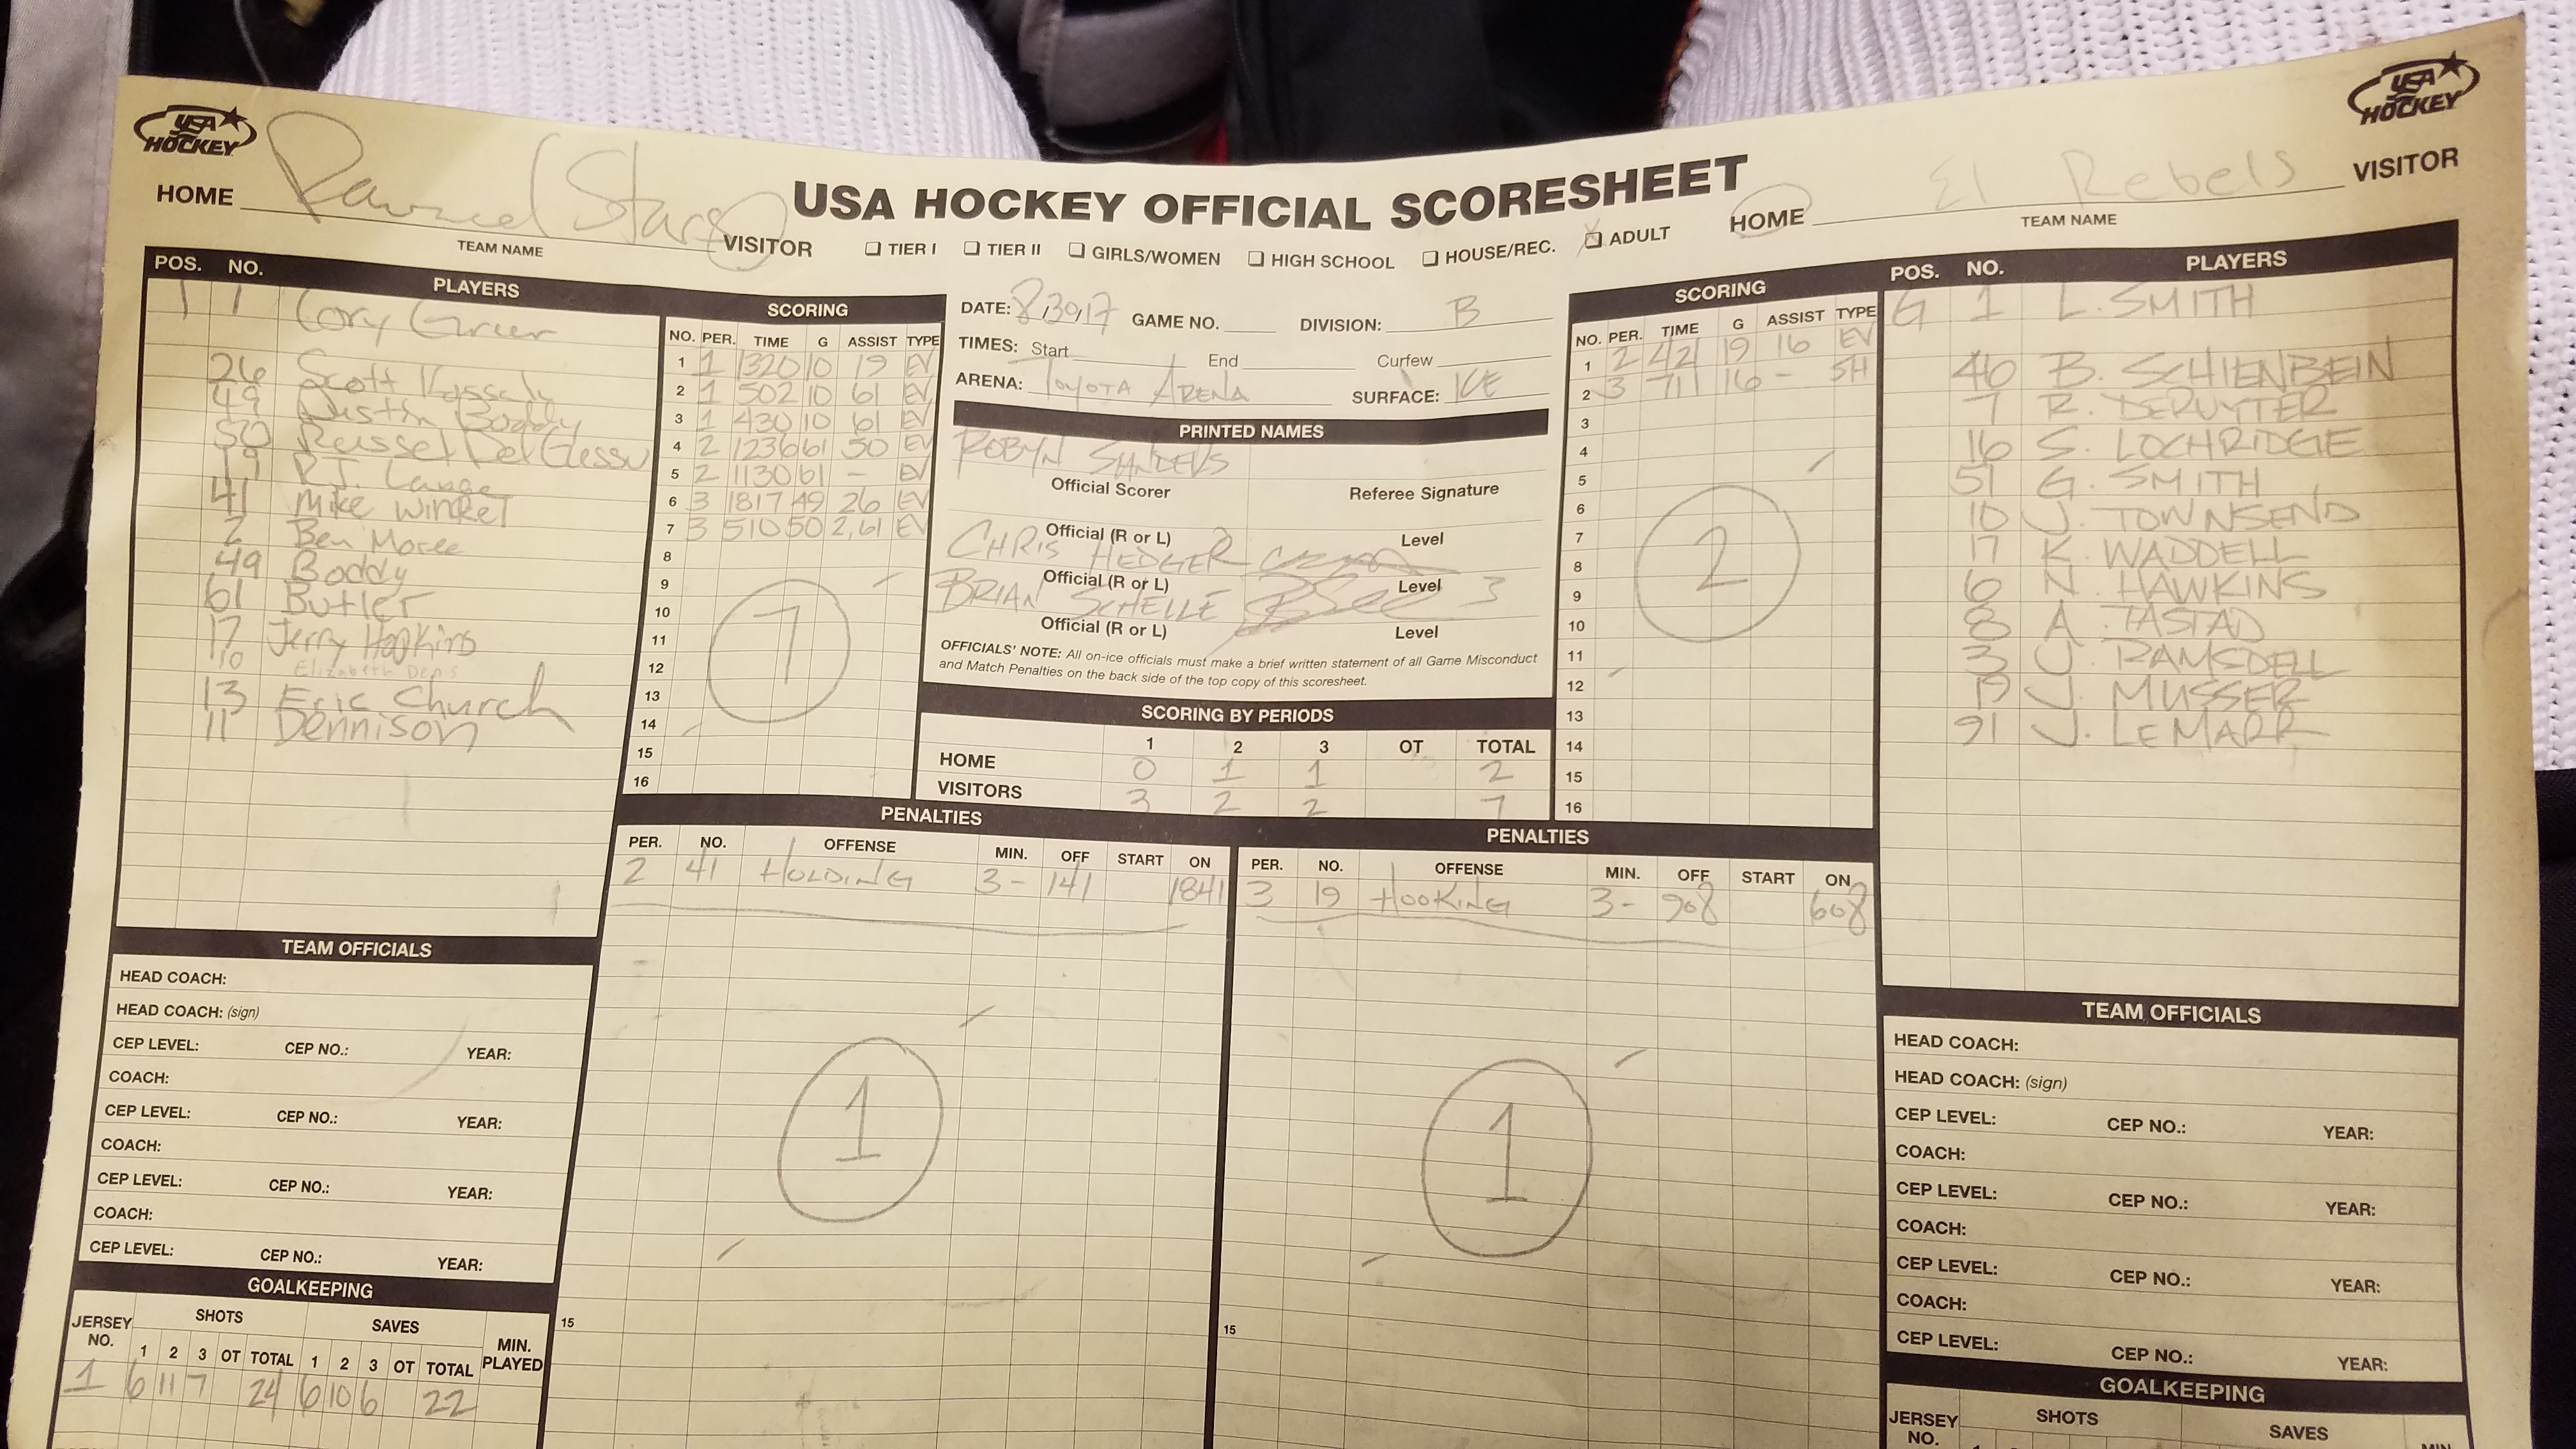 USA HOCKEY
USA HOCKEY
USA HOCKEY OFFICIAL SCORESHEET
HOME Stars VISITOR
TEAM NAME
HOME El Rebels VISITOR
TEAM NAME
TIER I TIER II GIRLS/WOMEN HIGH SCHOOL HOUSE/REC. X ADULT
POS. NO. PLAYERS
1 1 Cory
26 Scott
49 Dustin Boddy
50 Russel Del
19 R.J. Lange
41 Mike Winkel
2 Ben
49 Boddy
61 Butler
17 Jerry Hopkins
10 Elizabeth Denis
13 Eric Church
11 Dennison
SCORING
NO. PER. TIME G ASSIST TYPE
1 1 1320 10 19 EV
2 1 502 10 61 EV
3 1 430 10 61 EV
4 2 1236 61 50 EV
5 2 1130 61 - EV
6 3 1817 49 26 EV
7 3 510 50 2,61 EV
8
9
10
11
12
13
14
15
16
7
DATE: 8/30/17 GAME NO. DIVISION: B
TIMES: Start End Curfew
ARENA: TOYOTA ARENA SURFACE: ICE
PRINTED NAMES
ROBYN SANDERS
Official Scorer Referee Signature
Official (R or L) Level
CHRIS HEDGER 2
Official (R or L) Level
BRIAN SCHELLE 3
Official (R or L) Level
OFFICIALS' NOTE: All on-ice officials must make a brief written statement of all Game Misconduct
and Match Penalties on the back side of the top copy of this scoresheet.
SCORING BY PERIODS
1 2 3 OT TOTAL
HOME 0 1 1 2
VISITORS 3 2 2 7
SCORING
NO. PER. TIME G ASSIST TYPE
1 2 421 19 16 EV
2 3 711 16 - SH
3
4
5
6
7
8
9
10
11
12
13
14
15
16
2
POS. NO. PLAYERS
G 1 L. SMITH
40 B. SCHIENBEIN
7 R. DERUYTER
16 S. LOCHRIDGE
51 G. SMITH
10 J. TOWNSEND
17 K. WADDELL
6 N. HAWKINS
8 A. TASTAD
3 J. RAMSDELL
19 J. MUSSER
91 J. LEMARR
PENALTIES
PER. NO. OFFENSE MIN. OFF START ON
2 41 HOLDING 3- 141 1841
1
15
PENALTIES
PER. NO. OFFENSE MIN. OFF START ON
3 19 HOOKING 3- 908 608
1
15
TEAM OFFICIALS
HEAD COACH:
HEAD COACH: (sign)
CEP LEVEL: CEP NO.: YEAR:
COACH:
CEP LEVEL: CEP NO.: YEAR:
COACH:
CEP LEVEL: CEP NO.: YEAR:
COACH:
CEP LEVEL: CEP NO.: YEAR:
GOALKEEPING
JERSEY NO. SHOTS SAVES MIN. PLAYED
1 2 3 OT TOTAL 1 2 3 OT TOTAL
1 6 11 7 24 6 10 6 22
TEAM OFFICIALS
HEAD COACH:
HEAD COACH: (sign)
CEP LEVEL: CEP NO.: YEAR:
COACH:
CEP LEVEL: CEP NO.: YEAR:
COACH:
CEP LEVEL: CEP NO.: YEAR:
COACH:
CEP LEVEL: CEP NO.: YEAR:
GOALKEEPING
JERSEY NO. SHOTS SAVES